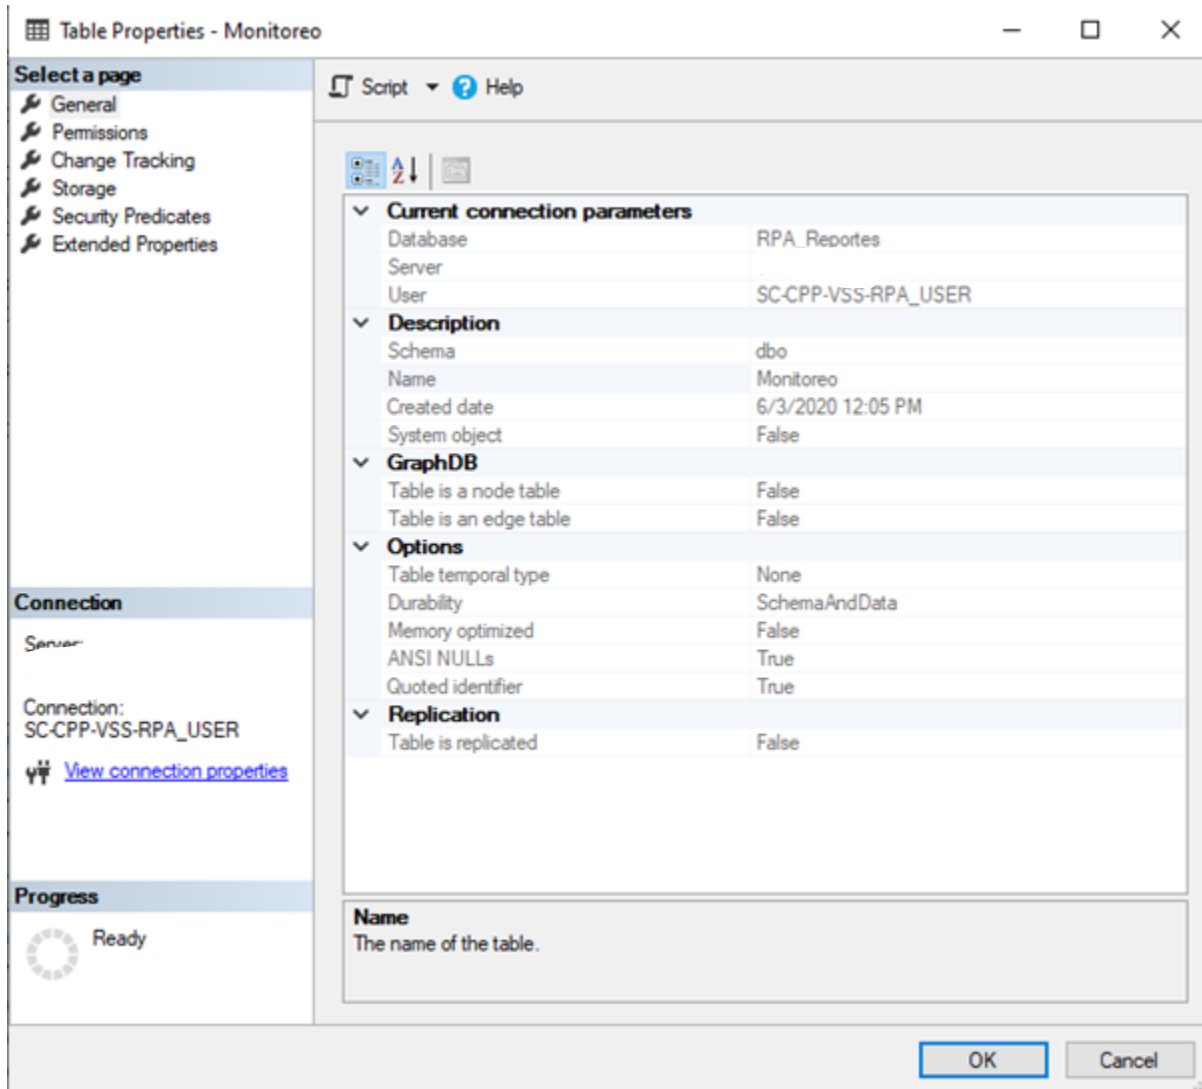 Table Properties - Monitoreo
Select a page
General
Permissions
Change Tracking
Storage
Security Predicates
Extended Properties
Script
Help
Current connection parameters
Database RPA_Reportes
Server
User SC-CPP-VSS-RPA_USER
Description
Schema dbo
Name Monitoreo
Created date 6/3/2020 12:05 PM
System object False
GraphDB
Table is a node table False
Table is an edge table False
Options
Table temporal type None
Durability SchemaAndData
Memory optimized False
ANSI NULLs True
Quoted identifier True
Replication
Table is replicated False
Connection
Server:
Connection:
SC-CPP-VSS-RPA_USER
View connection properties
Progress
Ready
Name
The name of the table.
OK
Cancel